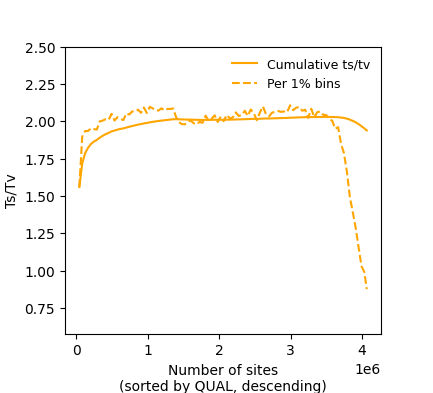 2.50
2.25
2.00
1.75
1.50
1.25
1.00
0.75
Ts/Tv
Cumulative ts/tv
Per 1% bins
0 1 2 3 4
1e6
Number of sites
(sorted by QUAL, descending)